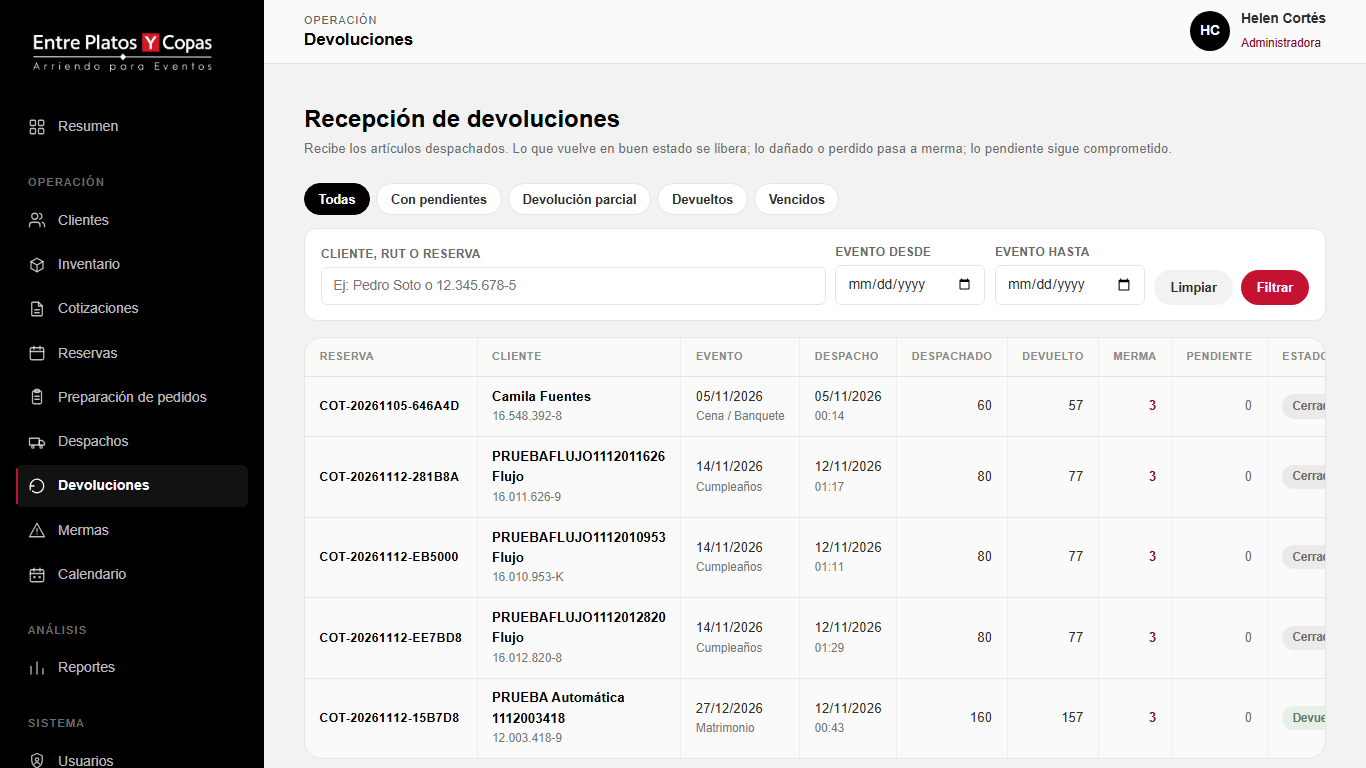 Entre Platos Y Copas
Arriendo para Eventos
Resumen
OPERACIÓN
Clientes
Inventario
Cotizaciones
Reservas
Preparación de pedidos
Despachos
Devoluciones
Mermas
Calendario
ANÁLISIS
Reportes
SISTEMA
Usuarios
OPERACIÓN
Devoluciones
HC
Helen Cortés
Administradora
Recepción de devoluciones
Recibe los artículos despachados. Lo que vuelve en buen estado se libera; lo dañado o perdido pasa a merma; lo pendiente sigue comprometido.
Todas Con pendientes Devolución parcial Devueltos Vencidos
CLIENTE, RUT O RESERVA EVENTO DESDE EVENTO HASTA
Ej: Pedro Soto o 12.345.678-5 mm/dd/yyyy mm/dd/yyyy Limpiar Filtrar
RESERVA CLIENTE EVENTO DESPACHO DESPACHADO DEVUELTO MERMA PENDIENTE ESTADO
COT-20261105-646A4D Camila Fuentes 05/11/2026 05/11/2026 60 57 3 0 Cerrad
16.548.392-8 Cena / Banquete 00:14
COT-20261112-281B8A PRUEBAFLUJO1112011626 14/11/2026 12/11/2026 80 77 3 0 Cerrad
Flujo Cumpleaños 01:17
16.011.626-9
COT-20261112-EB5000 PRUEBAFLUJO1112010953 14/11/2026 12/11/2026 80 77 3 0 Cerrad
Flujo Cumpleaños 01:11
16.010.953-K
COT-20261112-EE7BD8 PRUEBAFLUJO1112012820 14/11/2026 12/11/2026 80 77 3 0 Cerrad
Flujo Cumpleaños 01:29
16.012.820-8
COT-20261112-15B7D8 PRUEBA Automática 27/12/2026 12/11/2026 160 157 3 0 Devue
1112003418 Matrimonio 00:43
12.003.418-9